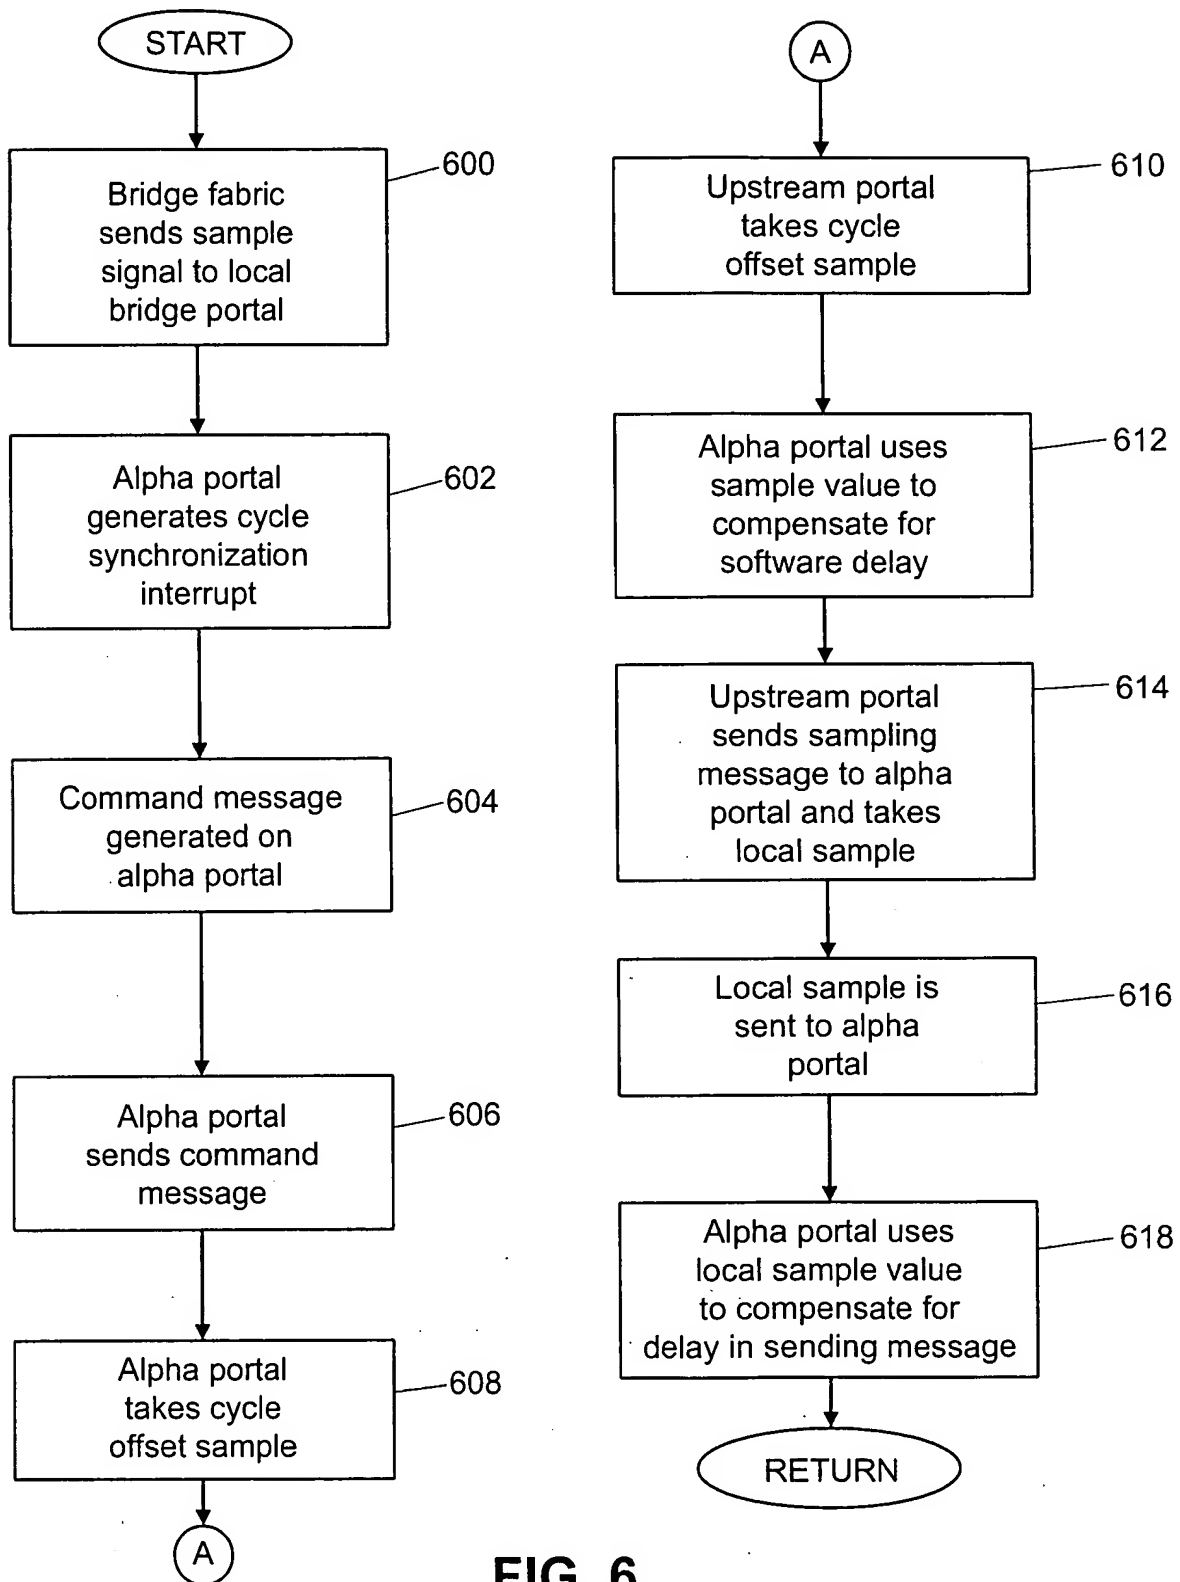 START
Bridge fabric
sends sample
signal to local
bridge portal
600
Alpha portal
generates cycle
synchronization
interrupt
602
Command message
generated on
alpha portal
604
Alpha portal
sends command
message
606
Alpha portal
takes cycle
offset sample
608
A
A
Upstream portal
takes cycle
offset sample
610
Alpha portal uses
sample value to
compensate for
software delay
612
Upstream portal
sends sampling
message to alpha
portal and takes
local sample
614
Local sample is
sent to alpha
portal
616
Alpha portal uses
local sample value
to compensate for
delay in sending message
618
RETURN
FIG. 6